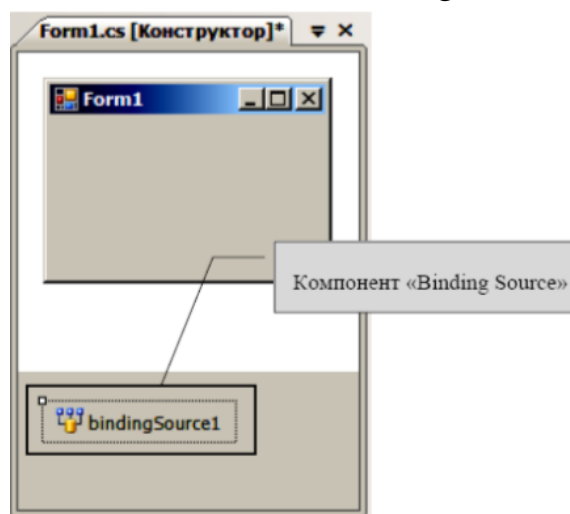 Form1.cs [Конструктор]*
Form1
Компонент «Binding Source»
bindingSource1